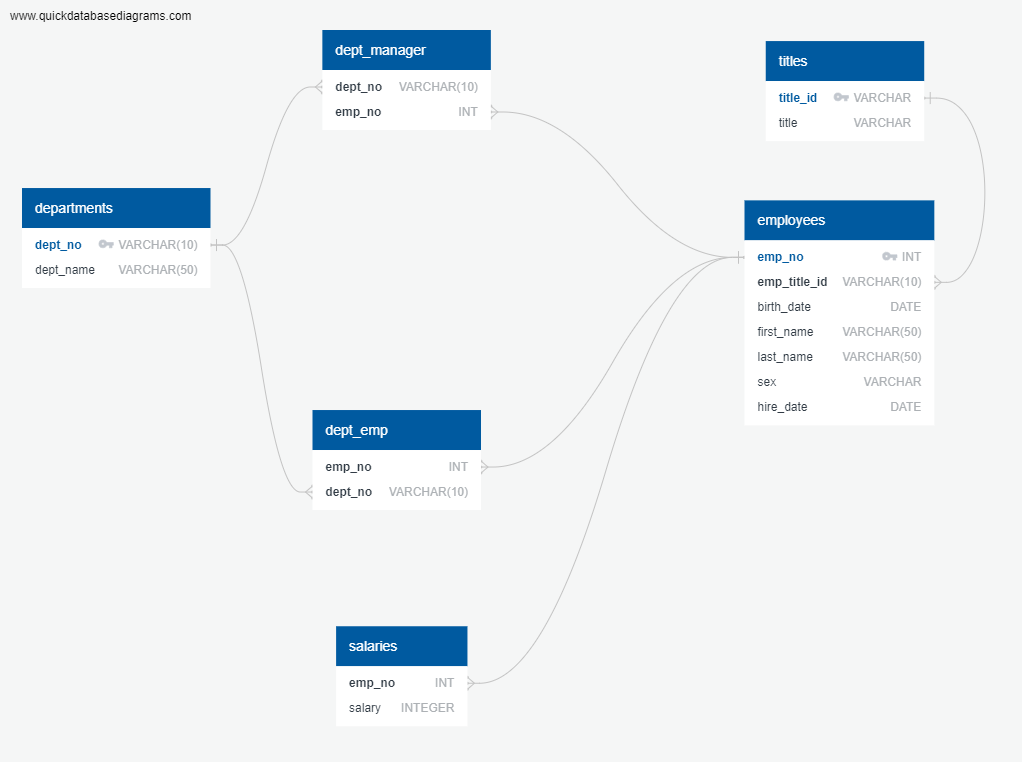 www.quickdatabasediagrams.com
dept_manager
dept_no VARCHAR(10)
emp_no INT
titles
title_id VARCHAR
title VARCHAR
departments
dept_no VARCHAR(10)
dept_name VARCHAR(50)
employees
emp_no INT
emp_title_id VARCHAR(10)
birth_date DATE
first_name VARCHAR(50)
last_name VARCHAR(50)
sex VARCHAR
hire_date DATE
dept_emp
emp_no INT
dept_no VARCHAR(10)
salaries
emp_no INT
salary INTEGER